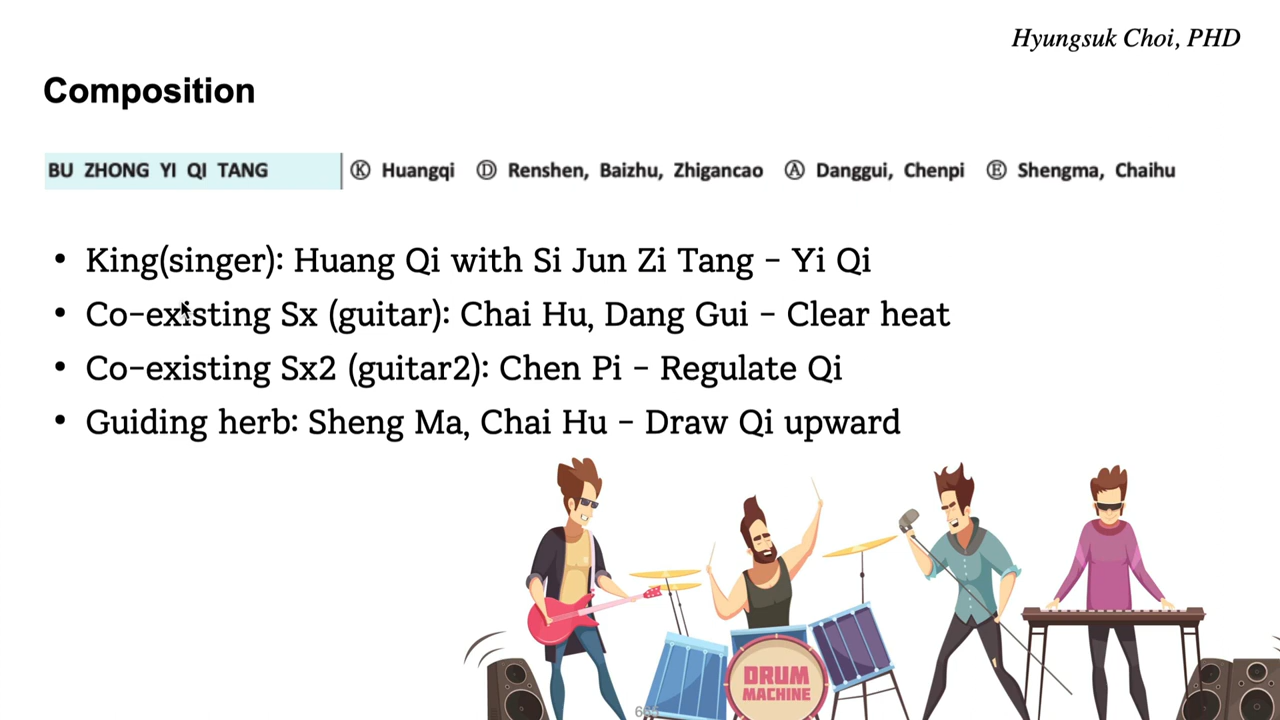 Hyungsuk Choi, PHD
Composition
BU ZHONG YI QI TANG Ⓚ Huangqi Ⓓ Renshen, Baizhu, Zhigancao Ⓐ Danggui, Chenpi Ⓔ Shengma, Chaihu
• King(singer): Huang Qi with Si Jun Zi Tang – Yi Qi
• Co-existing Sx (guitar): Chai Hu, Dang Gui – Clear heat
• Co-existing Sx2 (guitar2): Chen Pi – Regulate Qi
• Guiding herb: Sheng Ma, Chai Hu – Draw Qi upward
DRUM
MACHINE